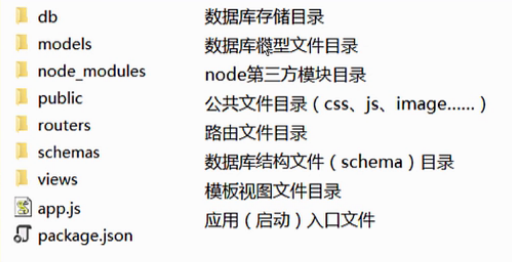 db 数据库存储目录
models 数据库模型文件目录
node_modules node第三方模块目录
public 公共文件目录（css、js、image......）
routers 路由文件目录
schemas 数据库结构文件（schema）目录
views 模板视图文件目录
app.js 应用（启动）入口文件
package.json